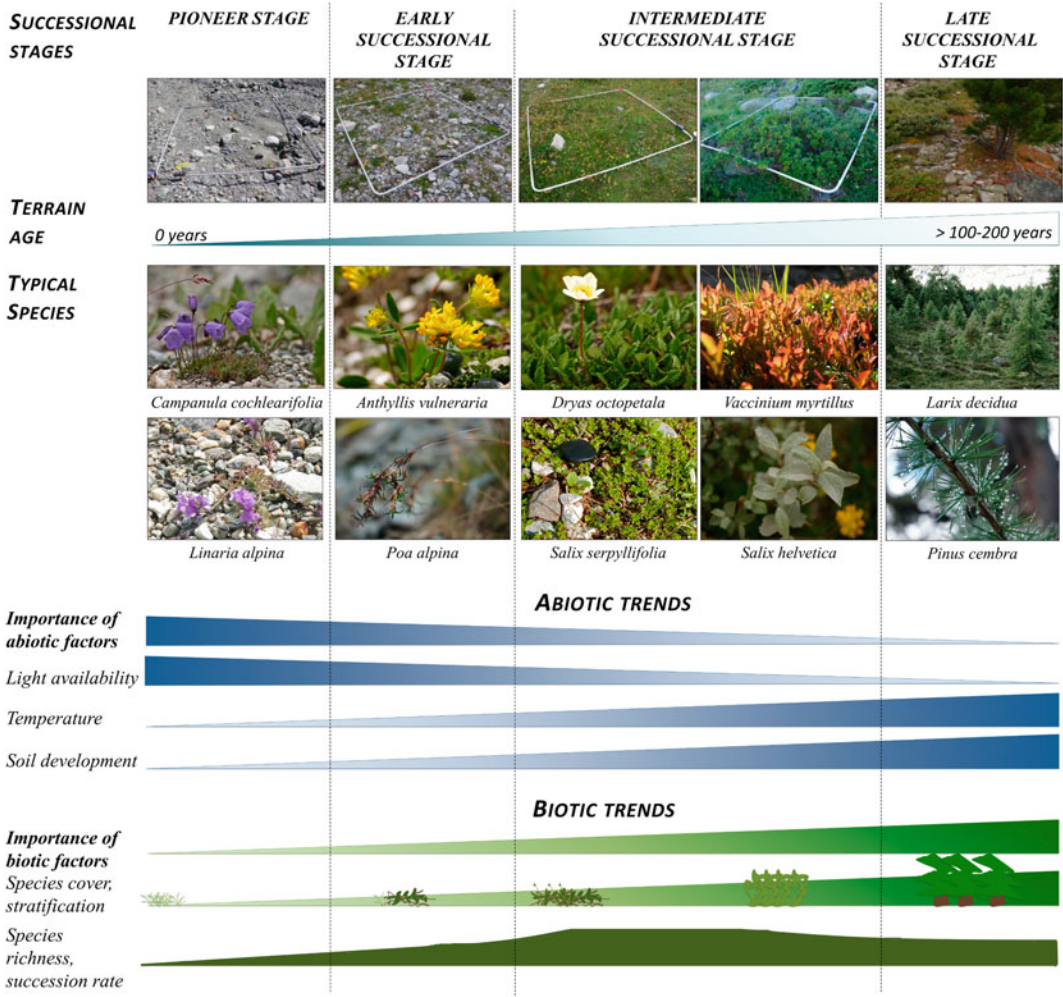 SUCCESSIONAL STAGES
PIONEER STAGE
EARLY SUCCESSIONAL STAGE
INTERMEDIATE SUCCESSIONAL STAGE
LATE SUCCESSIONAL STAGE
TERRAIN AGE
0 years
> 100-200 years
TYPICAL SPECIES
Campanula cochlearifolia
Anthyllis vulneraria
Dryas octopetala
Vaccinium myrtillus
Larix decidua
Linaria alpina
Poa alpina
Salix serpyllifolia
Salix helvetica
Pinus cembra
ABIOTIC TRENDS
Importance of abiotic factors
Light availability
Temperature
Soil development
BIOTIC TRENDS
Importance of biotic factors
Species cover, stratification
Species richness, succession rate